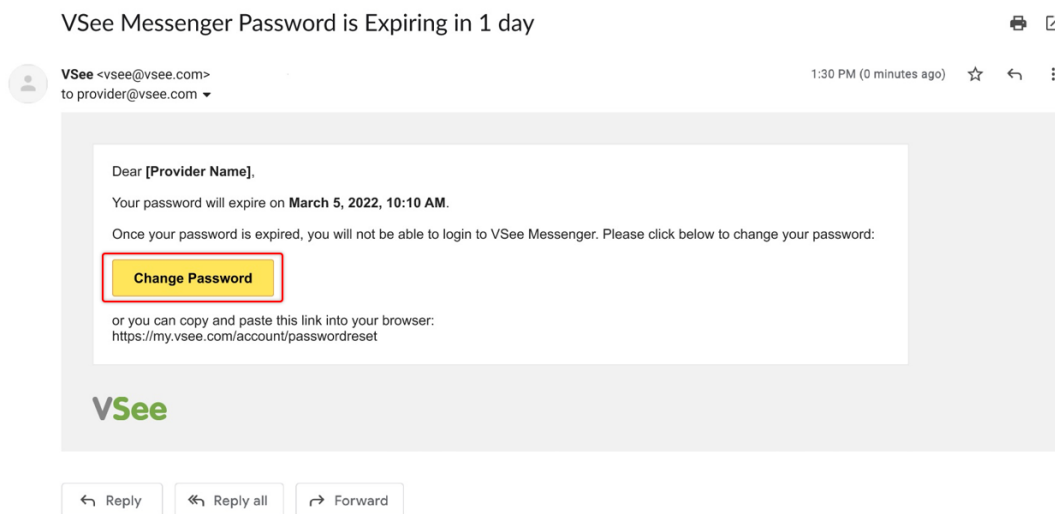 VSee Messenger Password is Expiring in 1 day
VSee <vsee@vsee.com>
1:30 PM (0 minutes ago)
to provider@vsee.com
Dear [Provider Name],
Your password will expire on March 5, 2022, 10:10 AM.
Once your password is expired, you will not be able to login to VSee Messenger. Please click below to change your password:
Change Password
or you can copy and paste this link into your browser:
https://my.vsee.com/account/passwordreset
VSee
Reply
Reply all
Forward